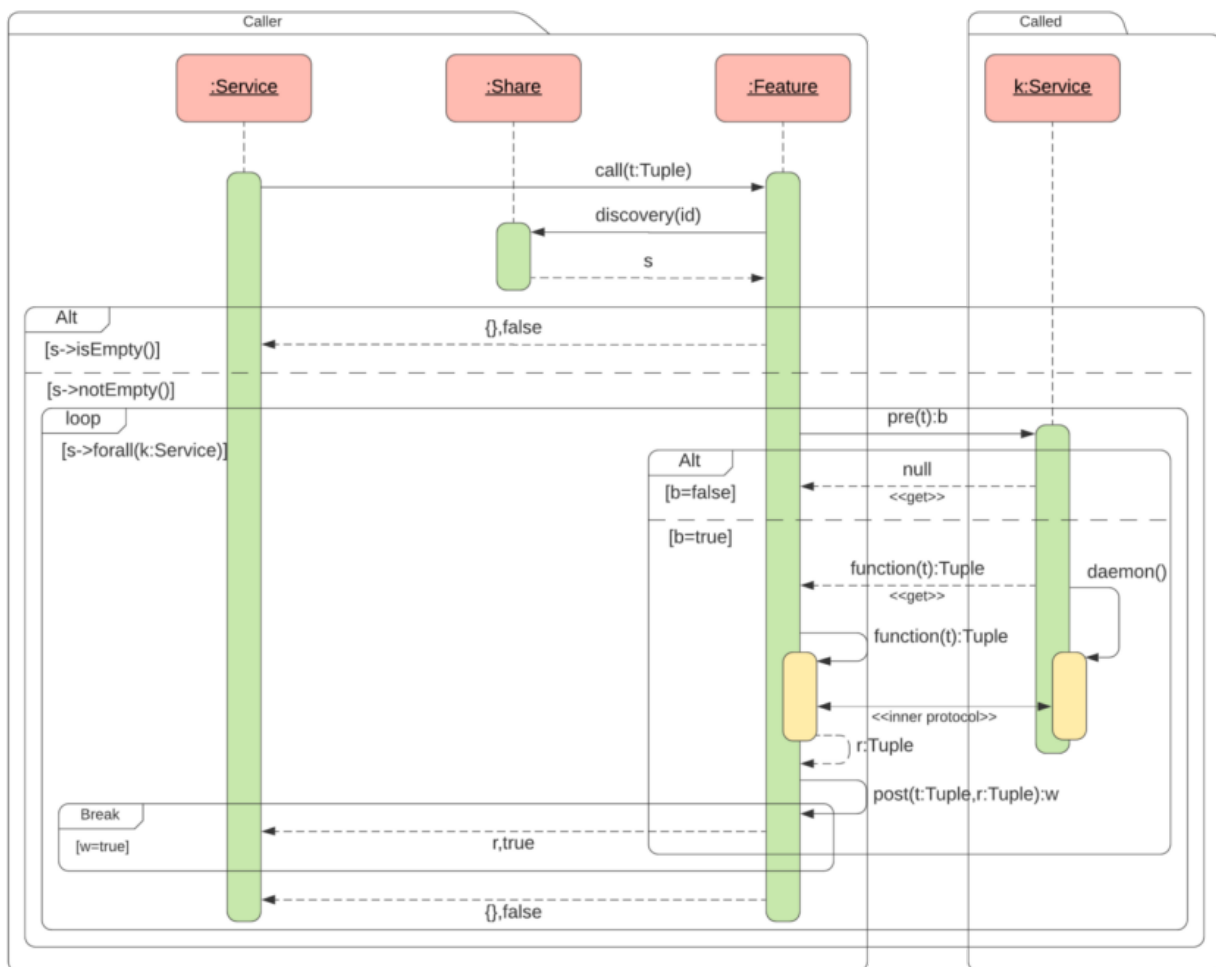 Caller
Called
:Service
:Share
:Feature
k:Service
call(t:Tuple)
discovery(id)
s
Alt
{},false
[s->isEmpty()]
[s->notEmpty()]
loop
pre(t):b
[s->forall(k:Service)]
Alt
null
[b=false]
<<get>>
[b=true]
function(t):Tuple
daemon()
<<get>>
function(t):Tuple
<<inner protocol>>
r:Tuple
post(t:Tuple,r:Tuple):w
Break
r,true
[w=true]
{},false